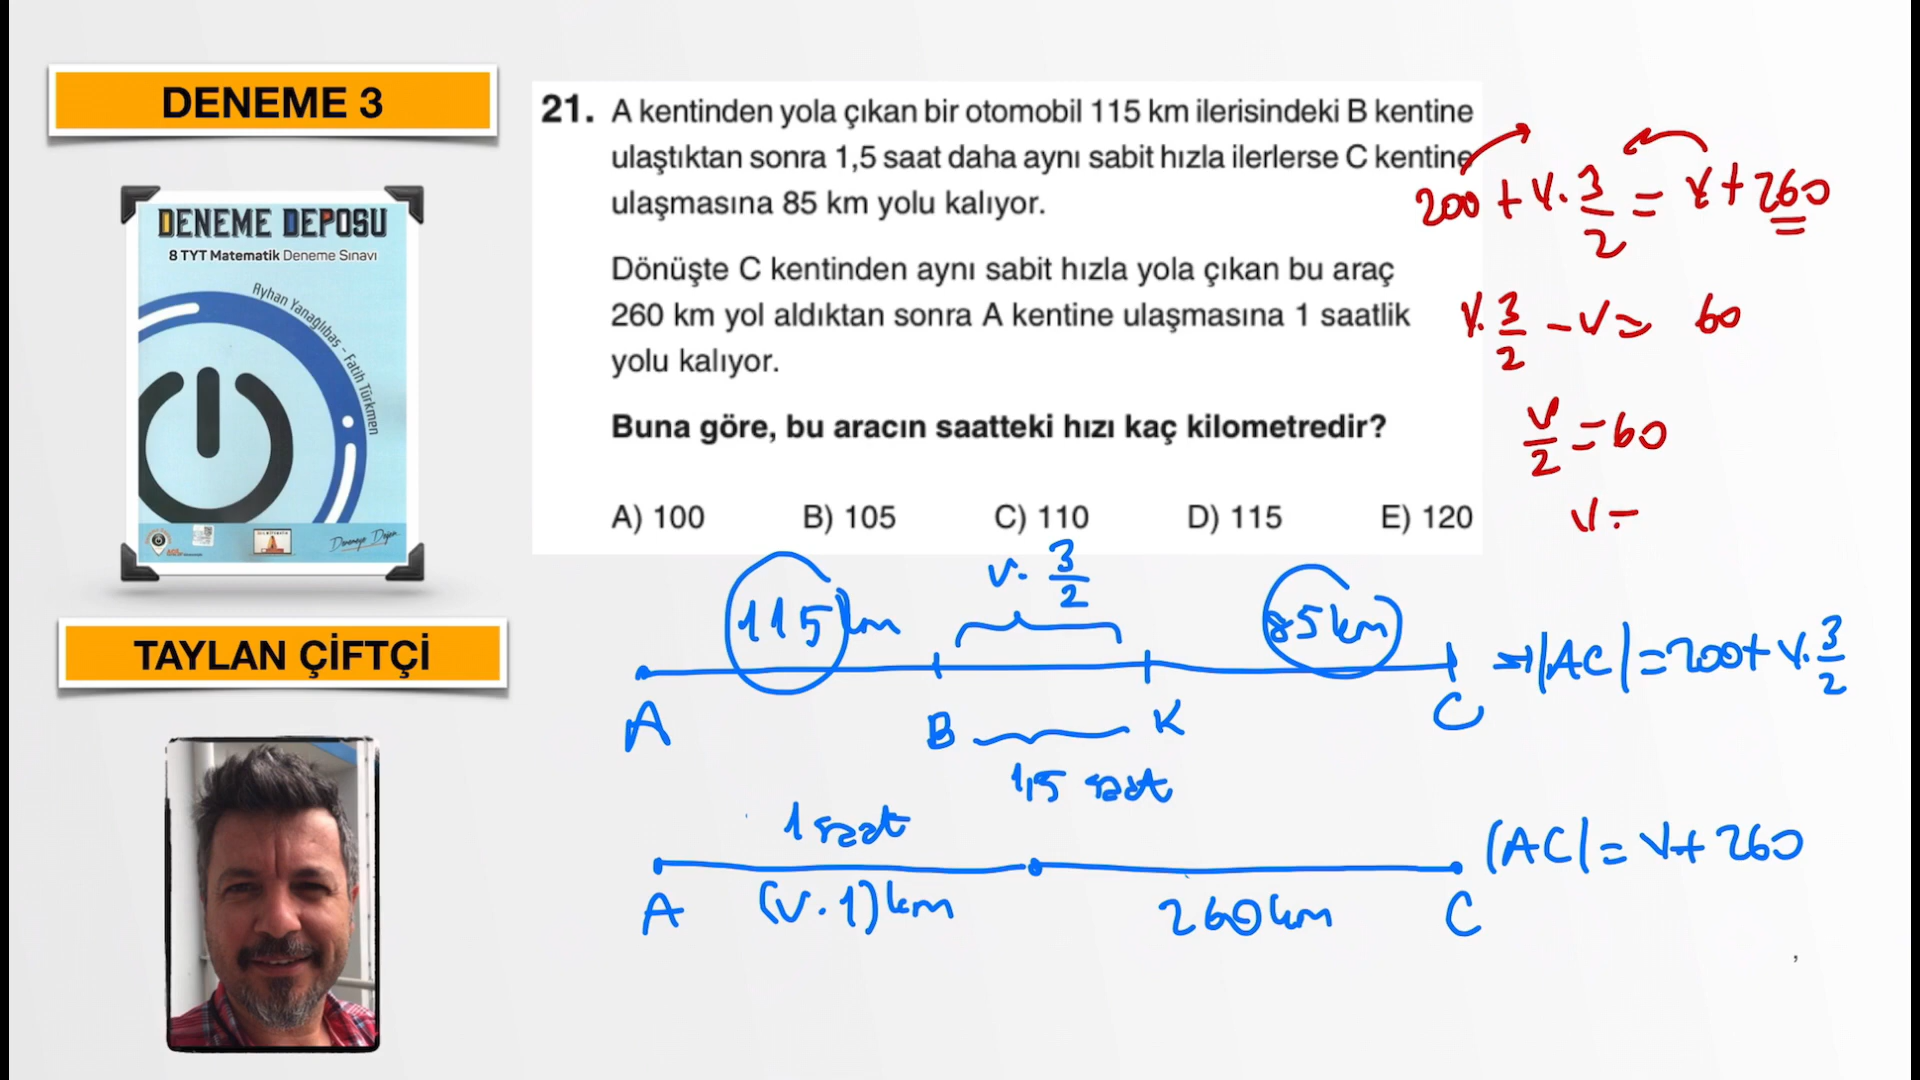 DENEME 3
DENEME DEPOSU
8 TYT Matematik Deneme Sınavı
Ayhan Yanağlıbaş - Fatih Türkmen
Denemeye Değer
TAYLAN ÇİFTÇİ
21. A kentinden yola çıkan bir otomobil 115 km ilerisindeki B kentine
ulaştıktan sonra 1,5 saat daha aynı sabit hızla ilerlerse C kentine
ulaşmasına 85 km yolu kalıyor.
Dönüşte C kentinden aynı sabit hızla yola çıkan bu araç
260 km yol aldıktan sonra A kentine ulaşmasına 1 saatlik
yolu kalıyor.
Buna göre, bu aracın saatteki hızı kaç kilometredir?
A) 100 B) 105 C) 110 D) 115 E) 120
200 + V. 3/2 = V + 260
V. 3/2 - V = 60
V/2 = 60
V =
V. 3/2
115 km 85 km
A B K C
→ |AC| = 200 + V. 3/2
1,5 saat
1 saat
A (V.1) km 260 km C
|AC| = V + 260